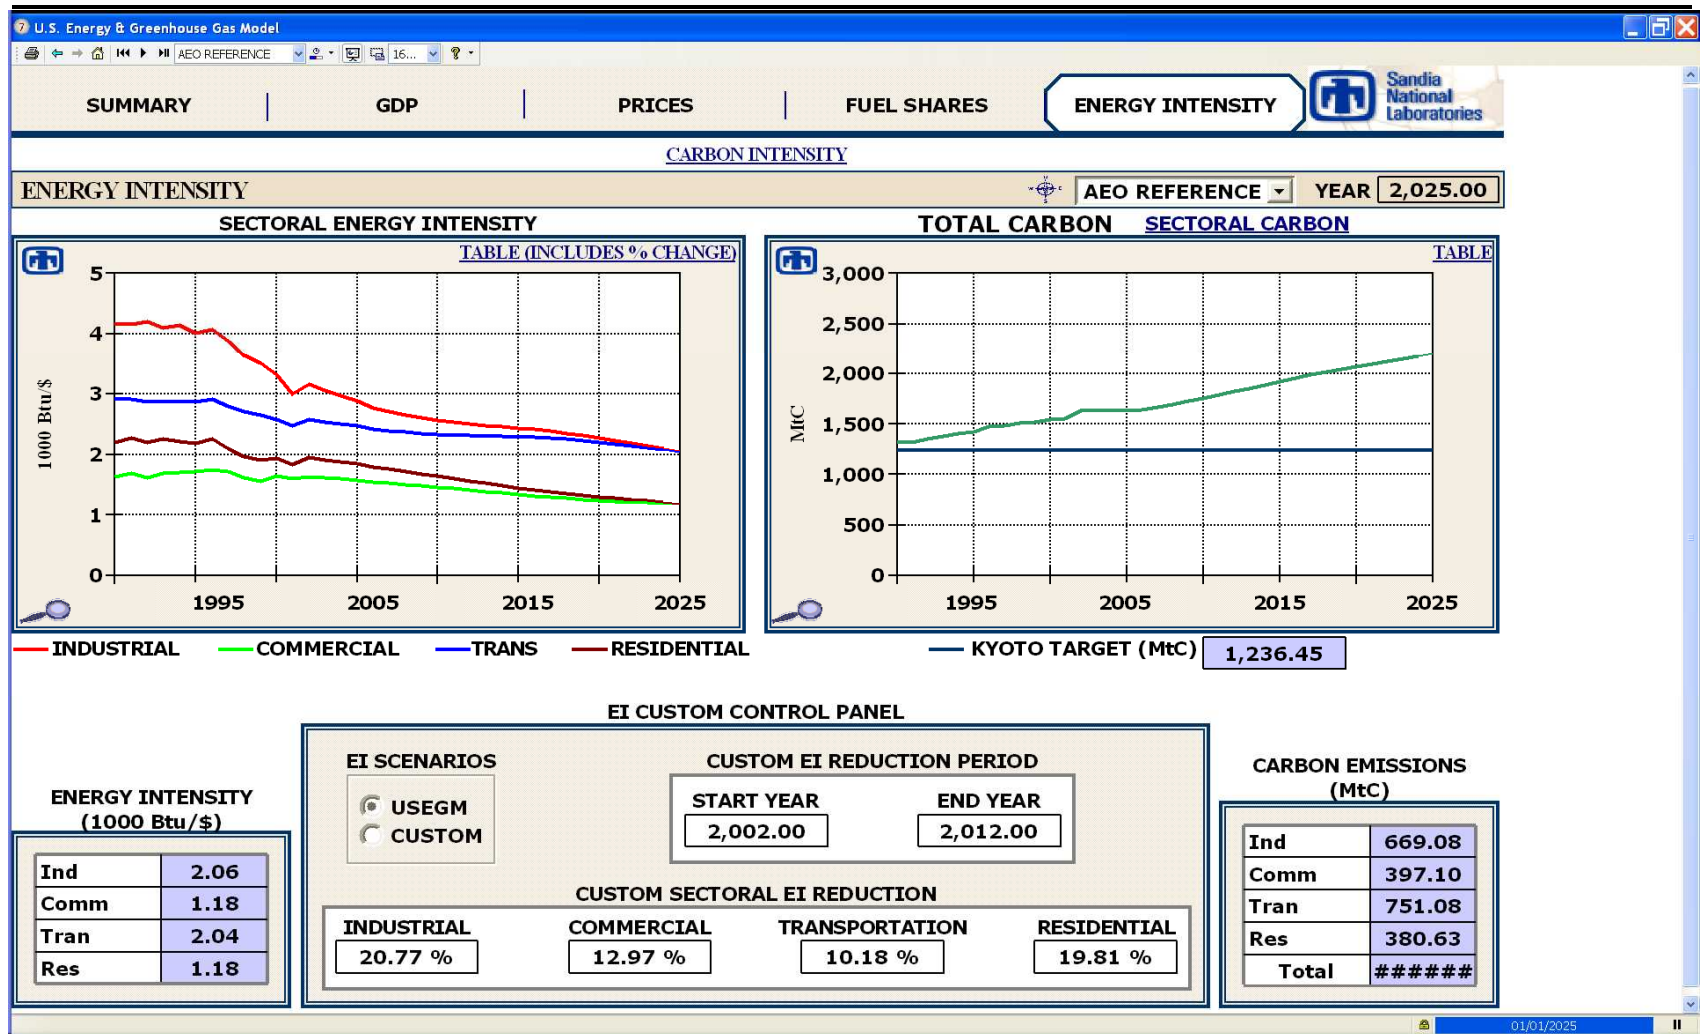 7 U.S. Energy & Greenhouse Gas Model
AEO REFERENCE 16... ?
SUMMARY GDP PRICES FUEL SHARES ENERGY INTENSITY Sandia National Laboratories
CARBON INTENSITY
ENERGY INTENSITY AEO REFERENCE YEAR 2,025.00
SECTORAL ENERGY INTENSITY
TABLE (INCLUDES % CHANGE)
5
4
3
2
1
0
1000 Btu/$
1995 2005 2015 2025
INDUSTRIAL COMMERCIAL TRANS RESIDENTIAL
TOTAL CARBON SECTORAL CARBON
TABLE
3,000
2,500
2,000
1,500
1,000
500
0
MtC
1995 2005 2015 2025
KYOTO TARGET (MtC) 1,236.45
EI CUSTOM CONTROL PANEL
ENERGY INTENSITY
(1000 Btu/$)
Ind 2.06
Comm 1.18
Tran 2.04
Res 1.18
EI SCENARIOS
USEGM
CUSTOM
CUSTOM EI REDUCTION PERIOD
START YEAR END YEAR
2,002.00 2,012.00
CUSTOM SECTORAL EI REDUCTION
INDUSTRIAL COMMERCIAL TRANSPORTATION RESIDENTIAL
20.77 % 12.97 % 10.18 % 19.81 %
CARBON EMISSIONS
(MtC)
Ind 669.08
Comm 397.10
Tran 751.08
Res 380.63
Total ######
01/01/2025